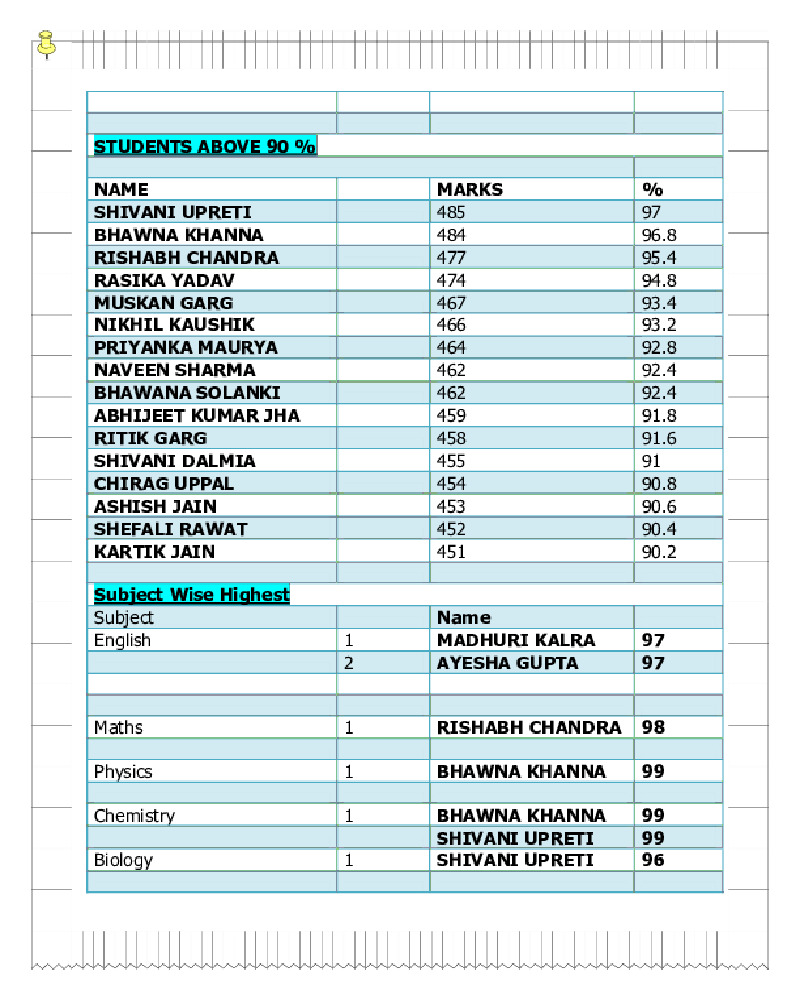 STUDENTS ABOVE 90 %
NAME MARKS %
SHIVANI UPRETI 485 97
BHAWNA KHANNA 484 96.8
RISHABH CHANDRA 477 95.4
RASIKA YADAV 474 94.8
MUSKAN GARG 467 93.4
NIKHIL KAUSHIK 466 93.2
PRIYANKA MAURYA 464 92.8
NAVEEN SHARMA 462 92.4
BHAWANA SOLANKI 462 92.4
ABHIJEET KUMAR JHA 459 91.8
RITIK GARG 458 91.6
SHIVANI DALMIA 455 91
CHIRAG UPPAL 454 90.8
ASHISH JAIN 453 90.6
SHEFALI RAWAT 452 90.4
KARTIK JAIN 451 90.2
Subject Wise Highest
Subject Name
English 1 MADHURI KALRA 97
2 AYESHA GUPTA 97
Maths 1 RISHABH CHANDRA 98
Physics 1 BHAWNA KHANNA 99
Chemistry 1 BHAWNA KHANNA 99
SHIVANI UPRETI 99
Biology 1 SHIVANI UPRETI 96